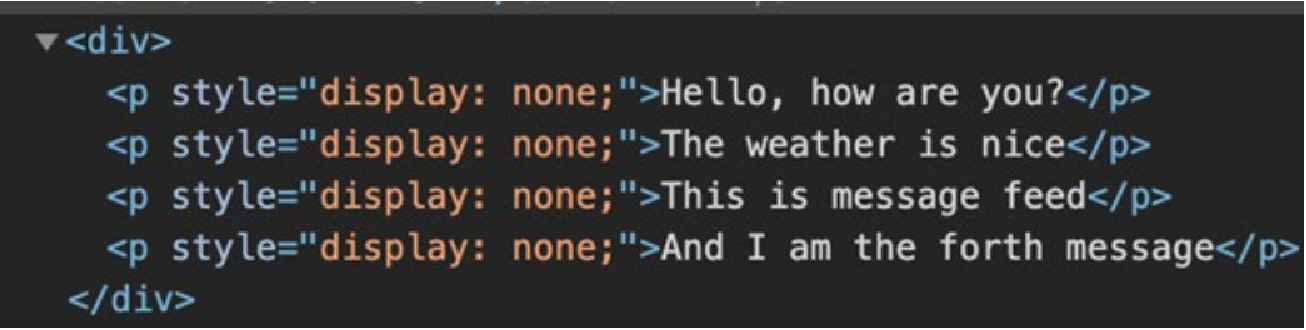 <div>
<p style="display: none;">Hello, how are you?</p>
<p style="display: none;">The weather is nice</p>
<p style="display: none;">This is message feed</p>
<p style="display: none;">And I am the forth message</p>
</div>